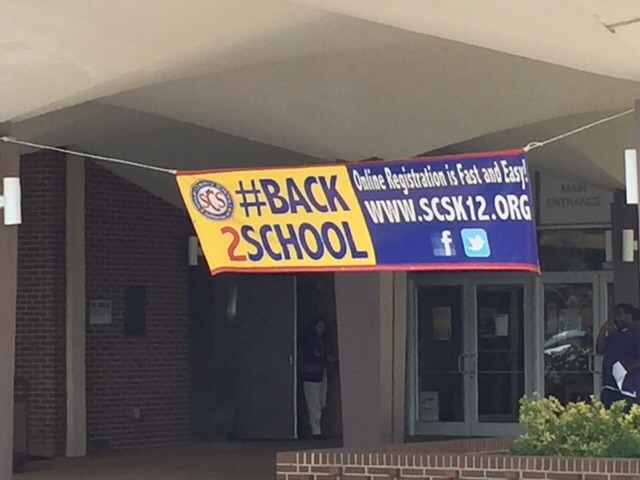 SCS
#BACK
2SCHOOL
Online Registration is Fast and Easy!
WWW.SCSK12.ORG
f
MAIN
ENTRANCE